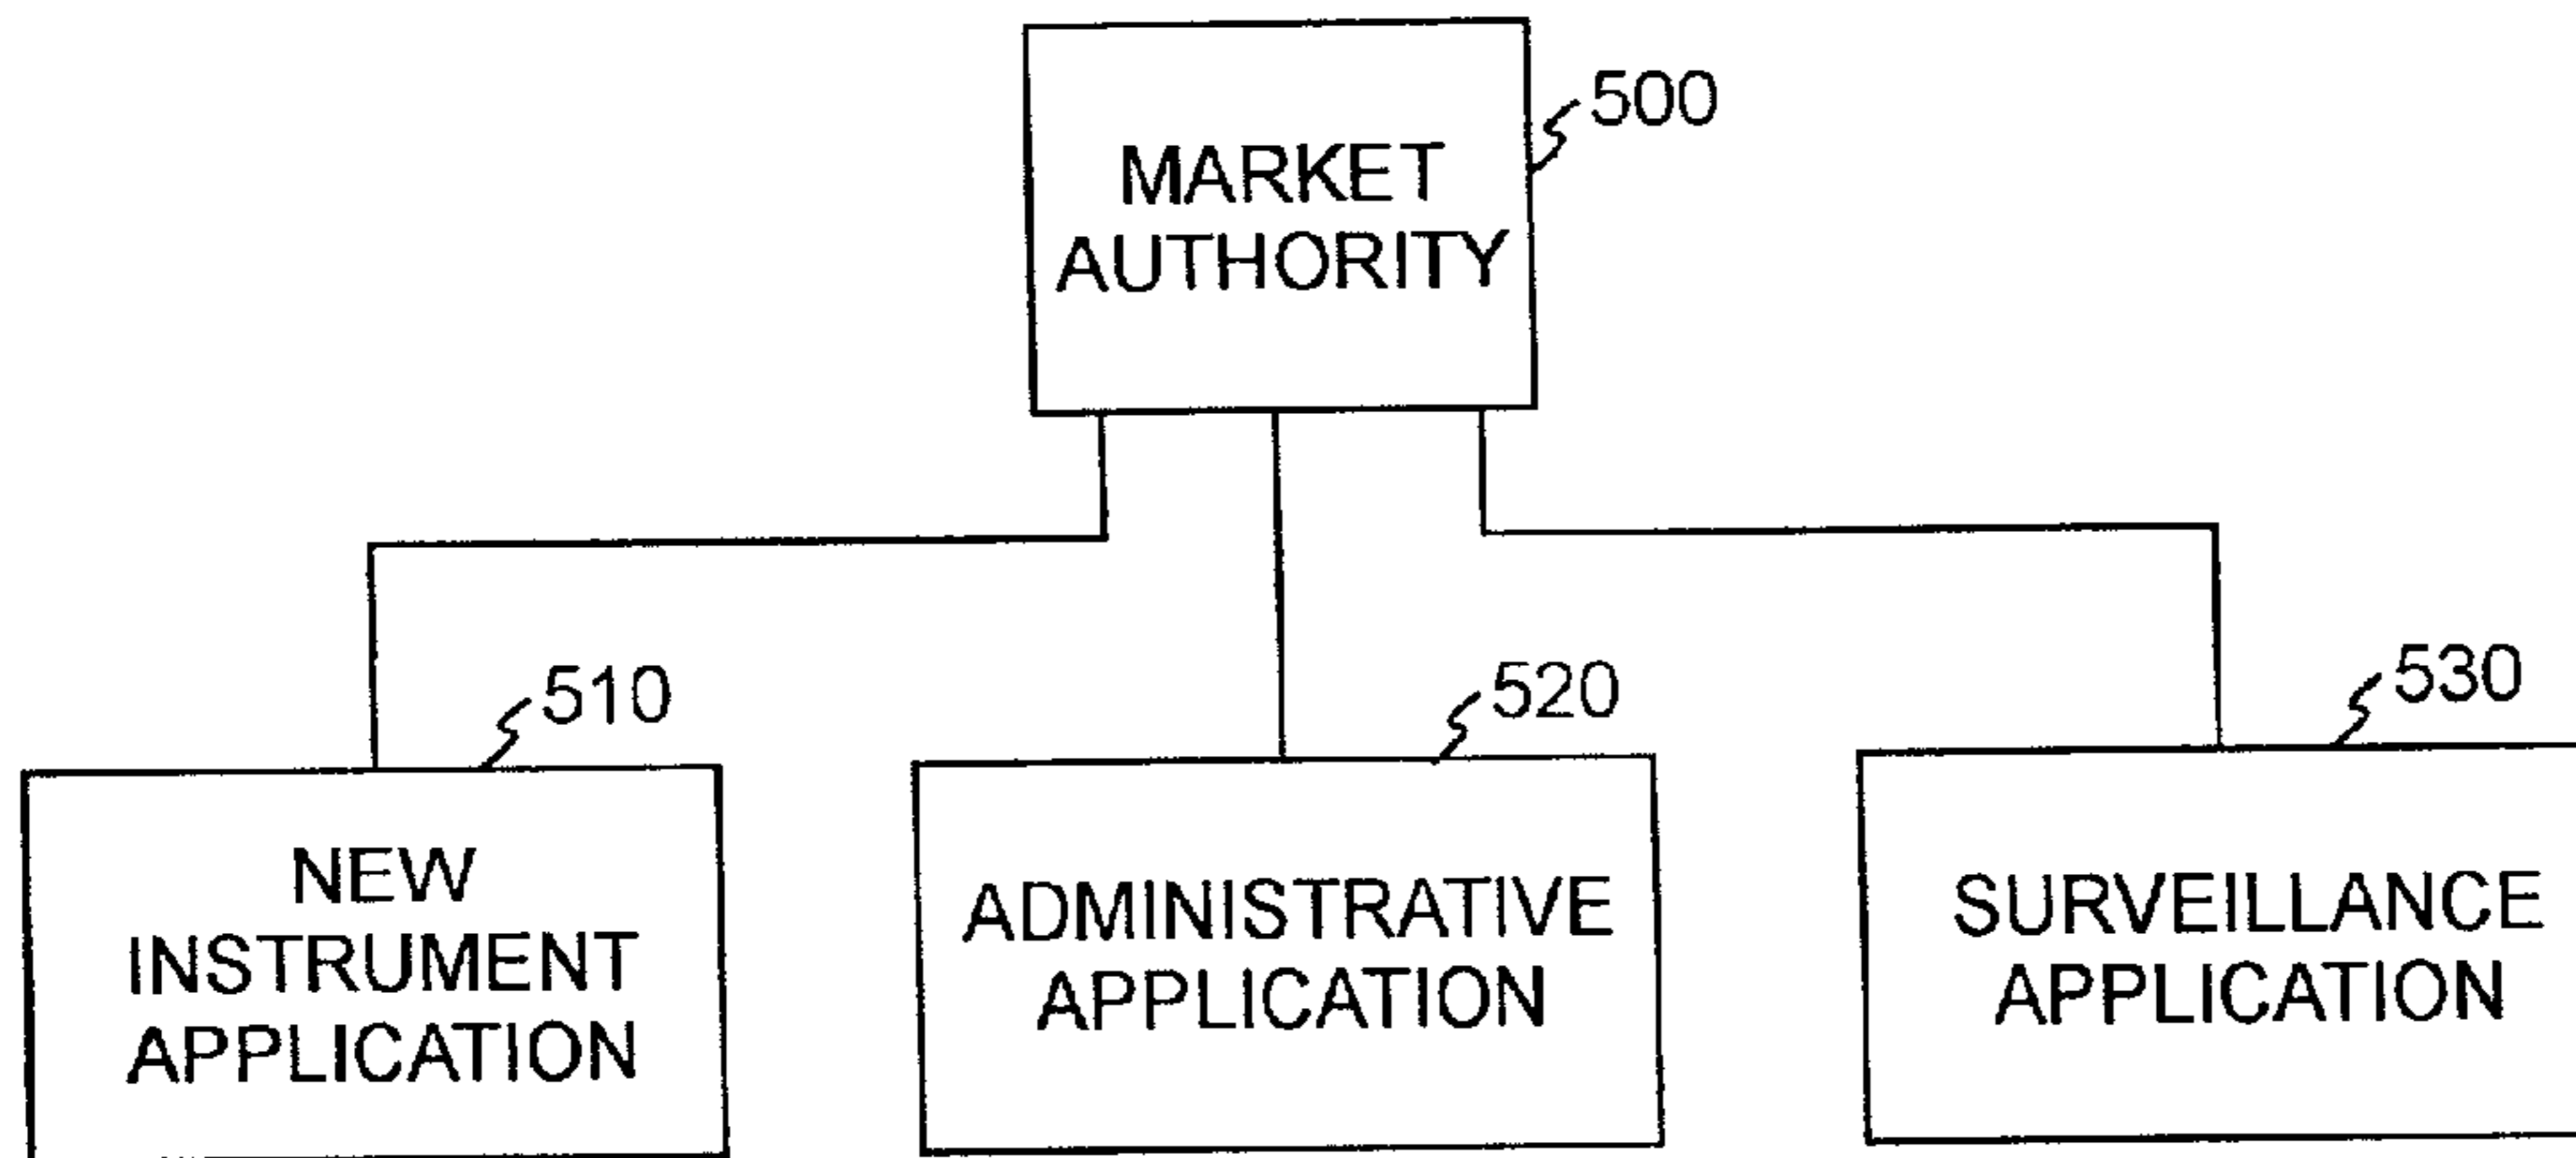 MARKET
AUTHORITY
500
510
NEW
INSTRUMENT
APPLICATION
520
ADMINISTRATIVE
APPLICATION
530
SURVEILLANCE
APPLICATION